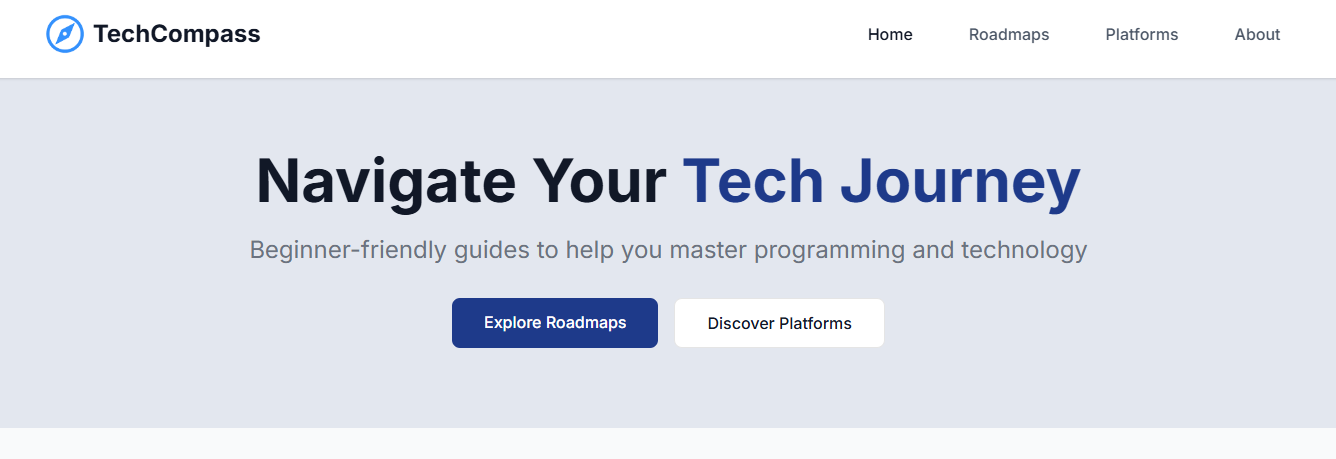 TechCompass
Home Roadmaps Platforms About
Navigate Your Tech Journey
Beginner-friendly guides to help you master programming and technology
Explore Roadmaps Discover Platforms